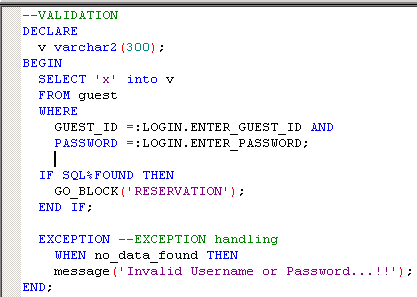 --VALIDATION
DECLARE
v varchar2(300);
BEGIN
SELECT 'x' into v
FROM guest
WHERE
GUEST_ID =:LOGIN.ENTER_GUEST_ID AND
PASSWORD =:LOGIN.ENTER_PASSWORD;
IF SQL%FOUND THEN
GO_BLOCK('RESERVATION');
END IF;
EXCEPTION --EXCEPTION handling
WHEN no_data_found THEN
message('Invalid Username or Password...!!');
END;